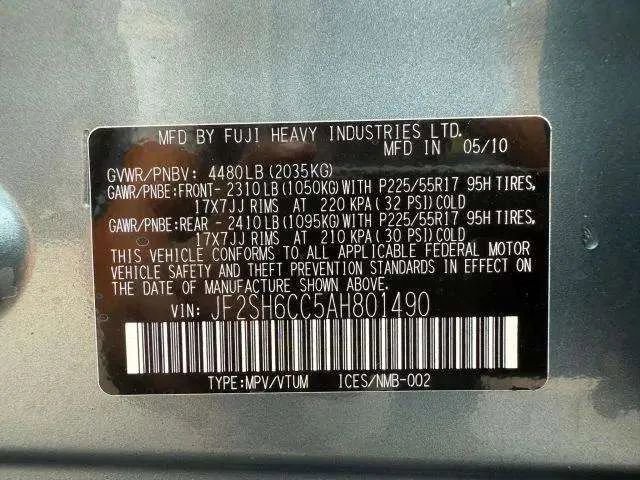 MFD BY FUJI HEAVY INDUSTRIES LTD.
MFD IN 05/10
GVWR/PNBV: 4480LB(2035KG)
GAWR/PNBE:FRONT- 2310LB(1050KG)WITH P225/55R17 95H TIRES,
17X7JJ RIMS AT 220 KPA(32 PSI)COLD
GAWR/PNBE:REAR - 2410LB(1095KG)WITH P225/55R17 95H TIRES,
17X7JJ RIMS AT 210 KPA(30 PSI)COLD
THIS VEHICLE CONFORMS TO ALL APPLICABLE FEDERAL MOTOR
VEHICLE SAFETY AND THEFT PREVENTION STANDARDS IN EFFECT ON THE
DATE OF MANUFACTURE SHOWN ABOVE.
VIN: JF2SH6CC5AH801490
TYPE:MPV/VTUM ICES/NMB-002